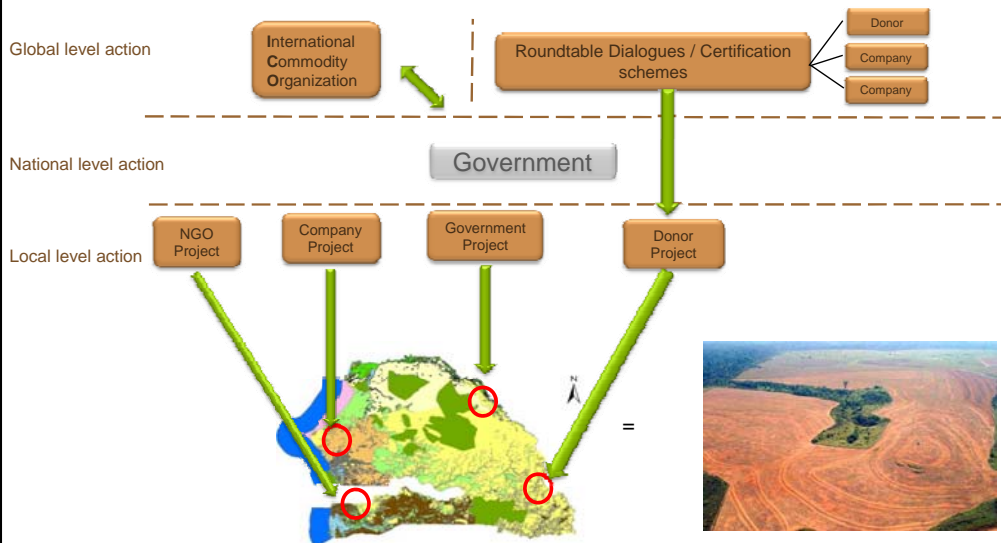 Global level action
International
Commodity
Organization
Roundtable Dialogues / Certification
schemes
Donor
Company
Company
National level action
Government
Local level action
NGO
Project
Company
Project
Government
Project
Donor
Project
N
=